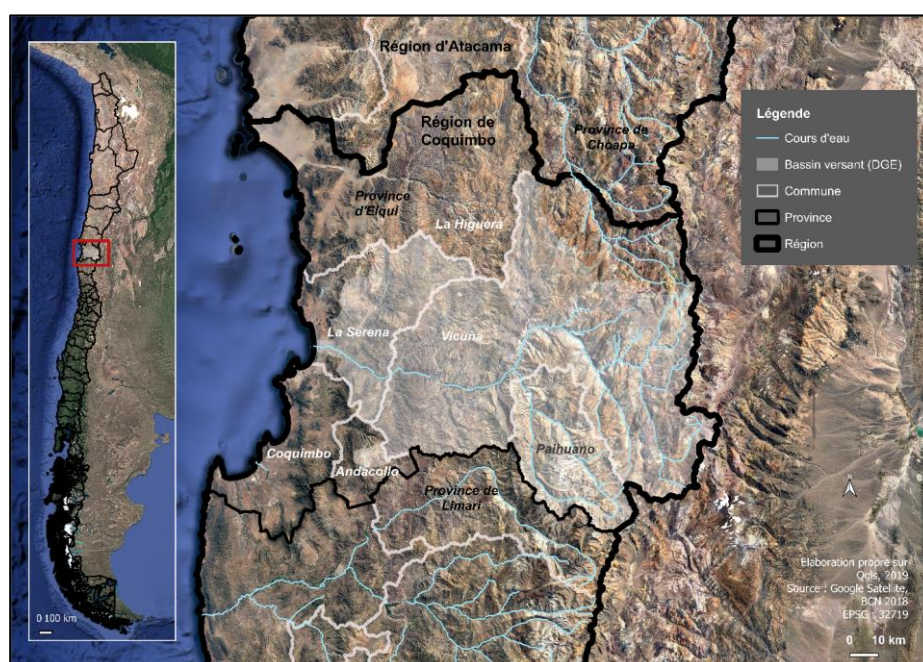 Région d'Atacama
Région de
Coquimbo
Province de
Choapa
Province
d'Elqui
La Higuera
La Serena
Vicuña
Coquimbo
Andacollo
Paihuano
Province de
Limari
Légende
Cours d'eau
Bassin versant (DGE)
Commune
Province
Région
Elaboration propre sur
Qgis, 2019
Source : Google Satellite,
BCN 2018
EPSG : 32719
0 10 km
0 100 km